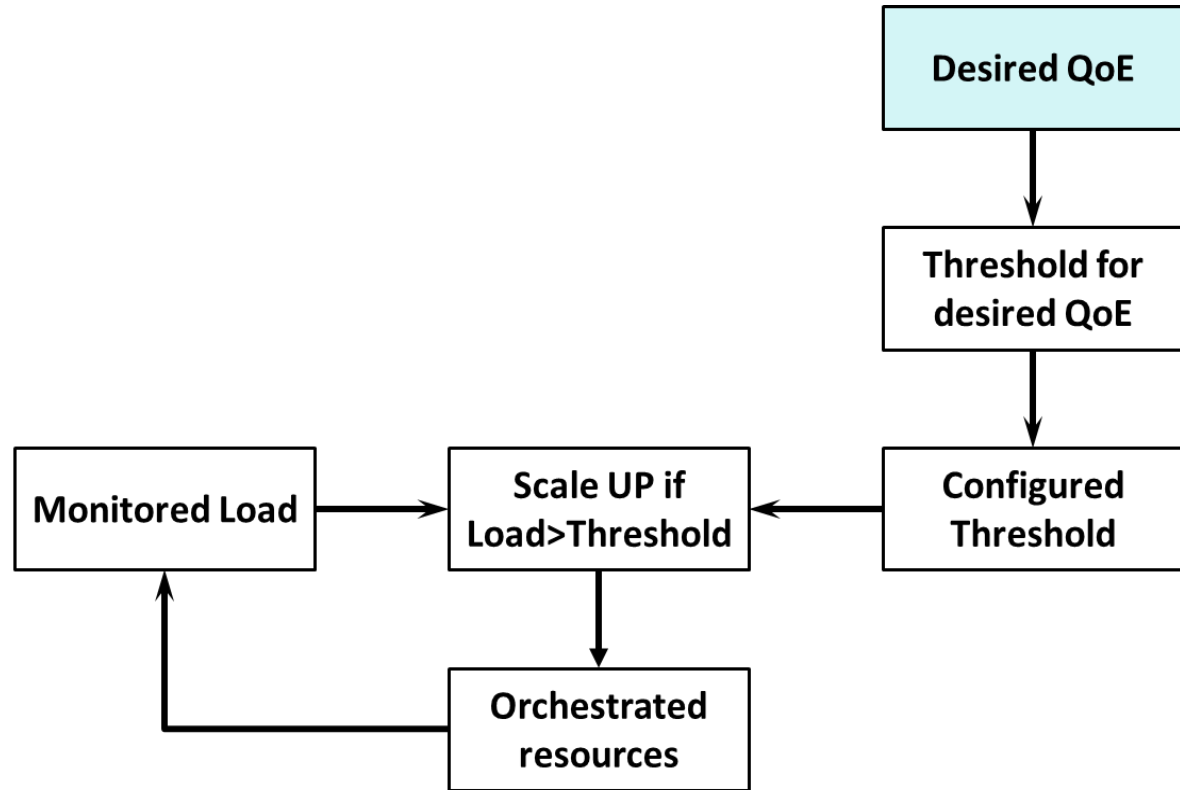 Desired QoE
Threshold for
desired QoE
Monitored Load
Scale UP if
Load>Threshold
Configured
Threshold
Orchestrated
resources